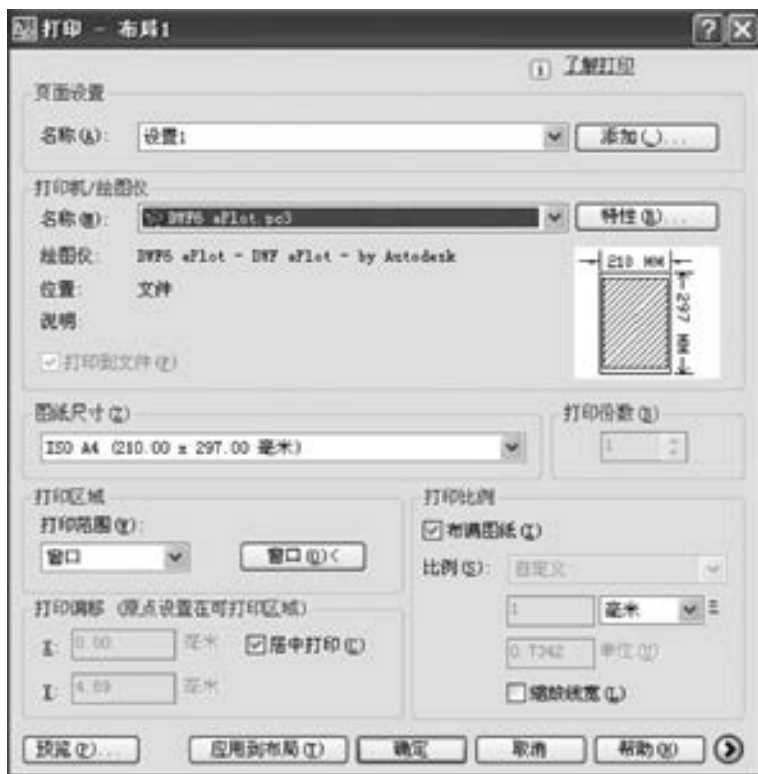 打印 - 布局1
了解打印
页面设置
名称(A): 设置1 添加(.)...
打印机/绘图仪
名称(M): DWF6 ePlot.pc3 特性(R)...
绘图仪: DWF6 ePlot - DWF ePlot - by Autodesk
210 MM
位置: 文件
297 MM
说明:
打印到文件(F)
图纸尺寸(Z)
打印份数(B)
ISO A4 (210.00 x 297.00 毫米)
1
打印区域
打印比例
打印范围(W):
布满图纸(I)
窗口 窗口(O)<
比例(S): 自定义
打印偏移 (原点设置在可打印区域)
1 毫米 =
X: 0.00 毫米 居中打印(C)
0.7342 单位(U)
Y: 4.69 毫米
缩放线宽(L)
预览(P)... 应用到布局(T) 确定 取消 帮助(H)